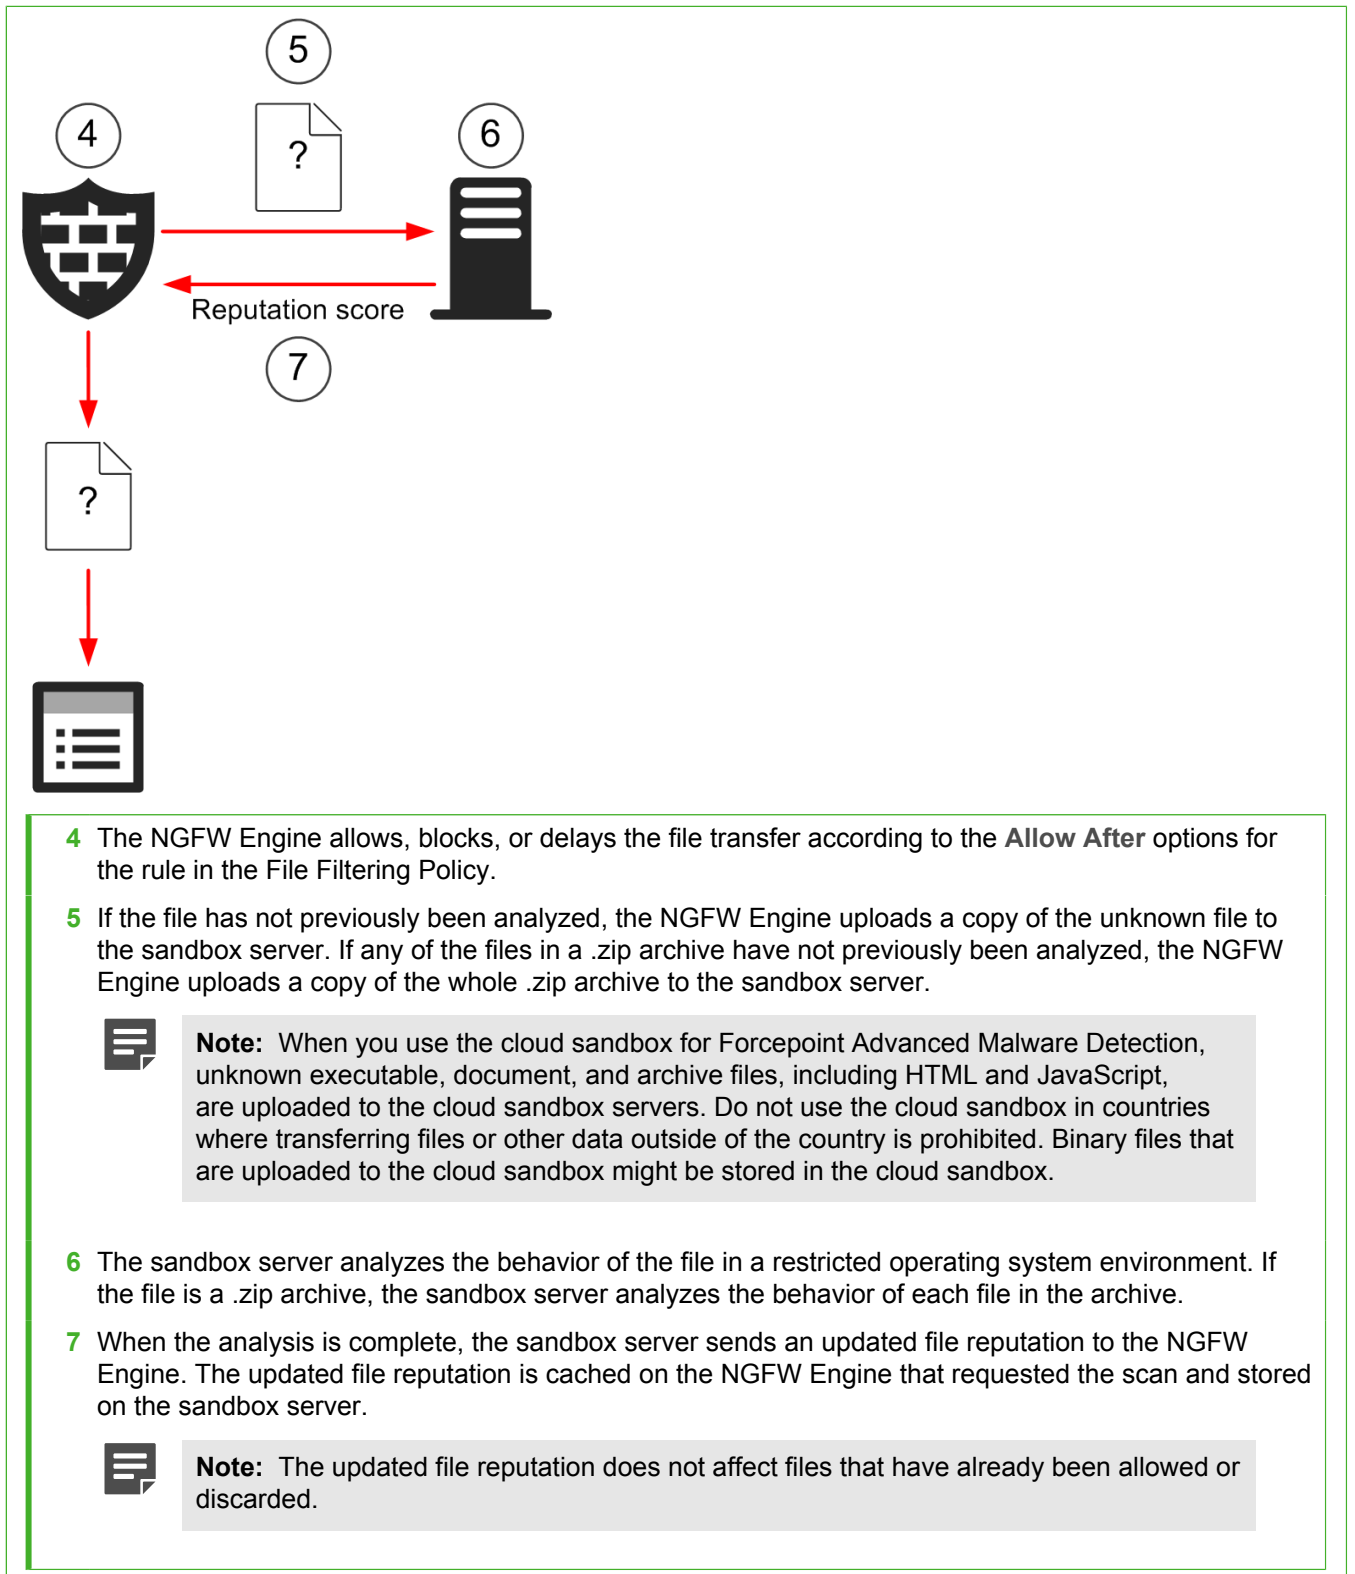 5
4
?
6
Reputation score
7
?
4 The NGFW Engine allows, blocks, or delays the file transfer according to the Allow After options for
the rule in the File Filtering Policy.
5 If the file has not previously been analyzed, the NGFW Engine uploads a copy of the unknown file to
the sandbox server. If any of the files in a .zip archive have not previously been analyzed, the NGFW
Engine uploads a copy of the whole .zip archive to the sandbox server.
Note: When you use the cloud sandbox for Forcepoint Advanced Malware Detection,
unknown executable, document, and archive files, including HTML and JavaScript,
are uploaded to the cloud sandbox servers. Do not use the cloud sandbox in countries
where transferring files or other data outside of the country is prohibited. Binary files that
are uploaded to the cloud sandbox might be stored in the cloud sandbox.
6 The sandbox server analyzes the behavior of the file in a restricted operating system environment. If
the file is a .zip archive, the sandbox server analyzes the behavior of each file in the archive.
7 When the analysis is complete, the sandbox server sends an updated file reputation to the NGFW
Engine. The updated file reputation is cached on the NGFW Engine that requested the scan and stored
on the sandbox server.
Note: The updated file reputation does not affect files that have already been allowed or
discarded.